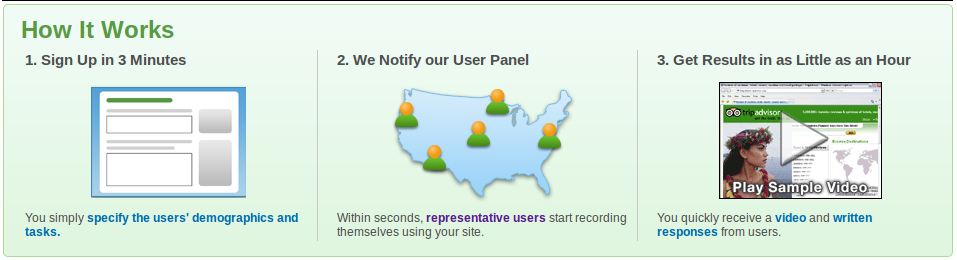 How It Works
1. Sign Up in 3 Minutes
You simply specify the users' demographics and
tasks.
2. We Notify our User Panel
Within seconds, representative users start recording
themselves using your site.
3. Get Results in as Little as an Hour
tripadvisor
Browse Destinations
Play Sample Video
You quickly receive a video and written
responses from users.